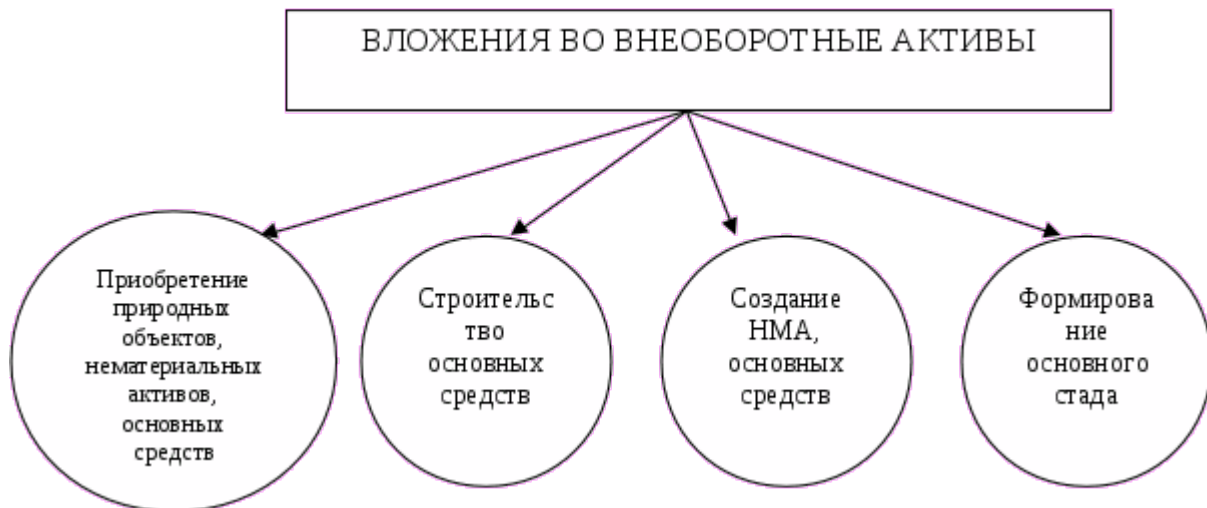 ВЛОЖЕНИЯ ВО ВНЕОБОРОТНЫЕ АКТИВЫ
Приобретение
природных
объектов,
нематериальных
активов,
основных
средств
Строительс
тво
основных
средств
Создание
НМА,
основных
средств
Формирова
ние
основного
стада